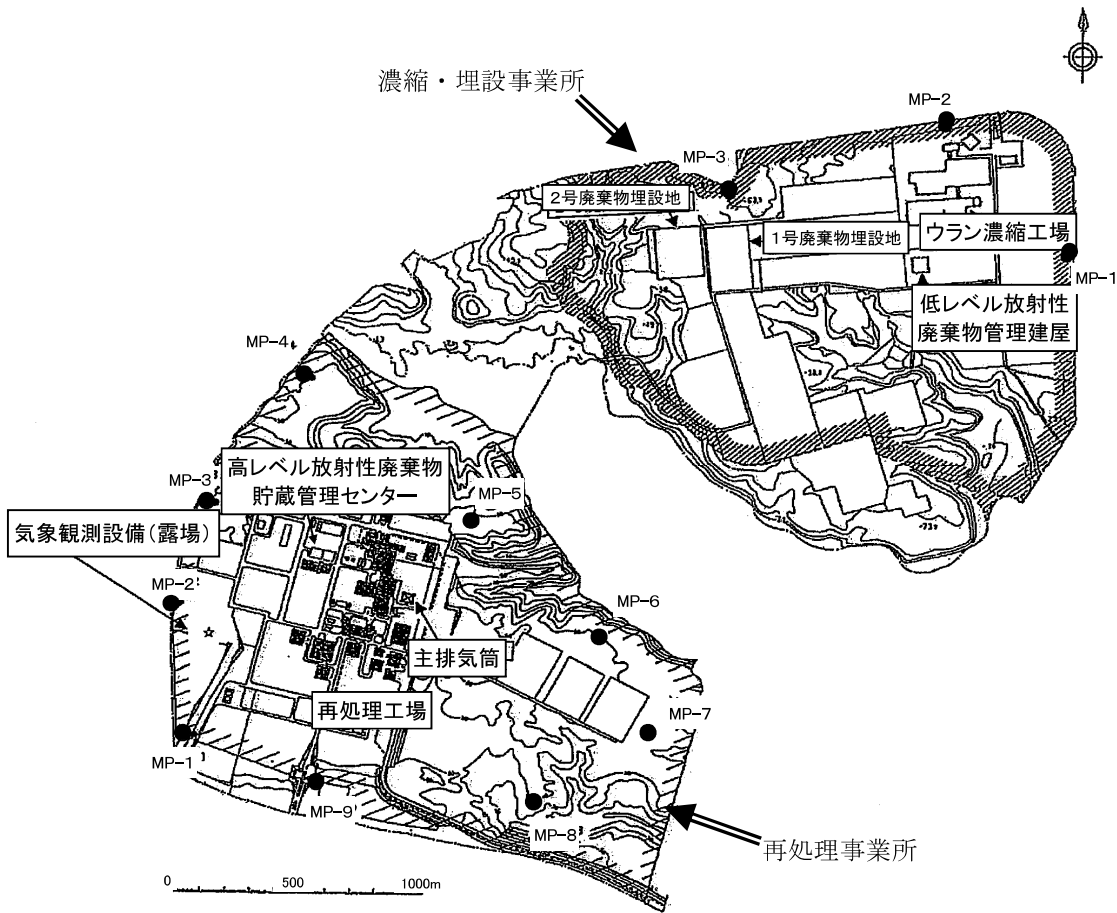 濃縮・埋設事業所
MP-2
MP-3
2号廃棄物埋設地
1号廃棄物埋設地
ウラン濃縮工場
MP-1
低レベル放射性
廃棄物管理建屋
MP-4
高レベル放射性廃棄物
貯蔵管理センター
MP-3
MP-5
気象観測設備(露場)
MP-2
MP-6
主排気筒
再処理工場
MP-7
MP-1
MP-9
MP-8
再処理事業所
0 500 1000m